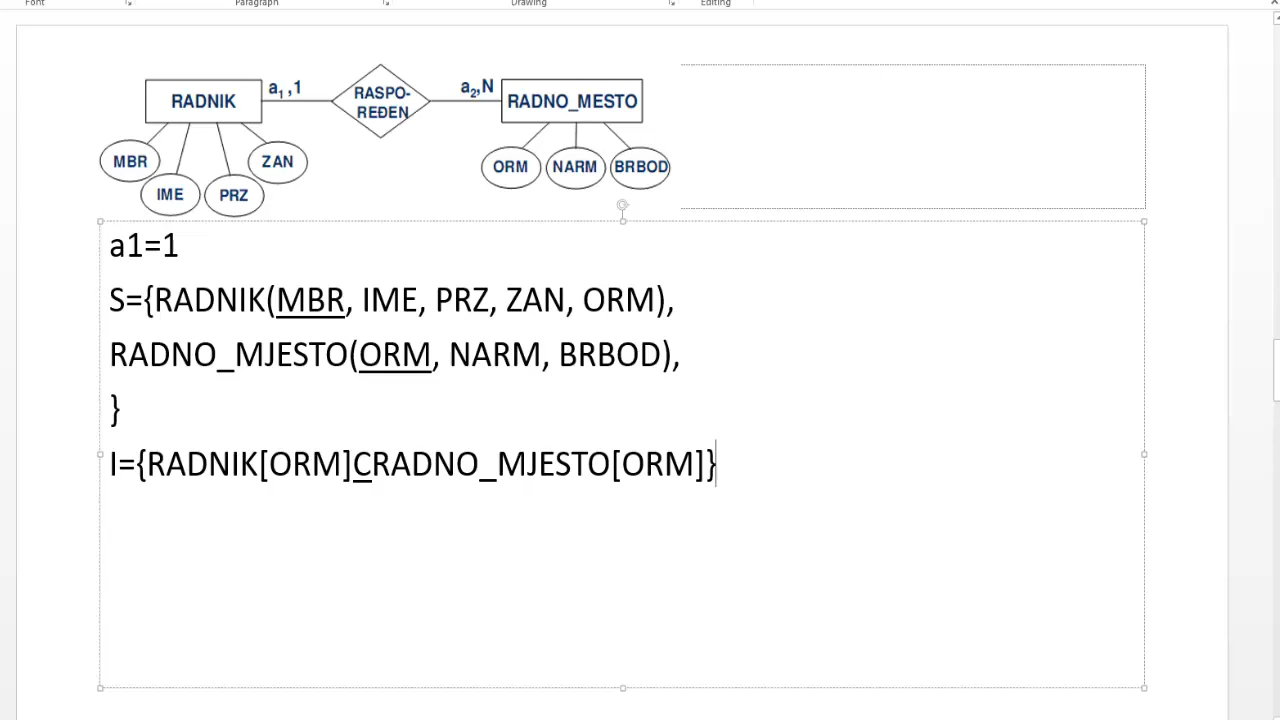 Font Paragraph Drawing Editing
RADNIK a1 ,1 RASPO-
REĐEN a2,N RADNO_MESTO
MBR IME PRZ ZAN ORM NARM BRBOD
a1=1
S={RADNIK(MBR, IME, PRZ, ZAN, ORM),
RADNO_MJESTO(ORM, NARM, BRBOD),
}
I={RADNIK[ORM]CRADNO_MJESTO[ORM]}